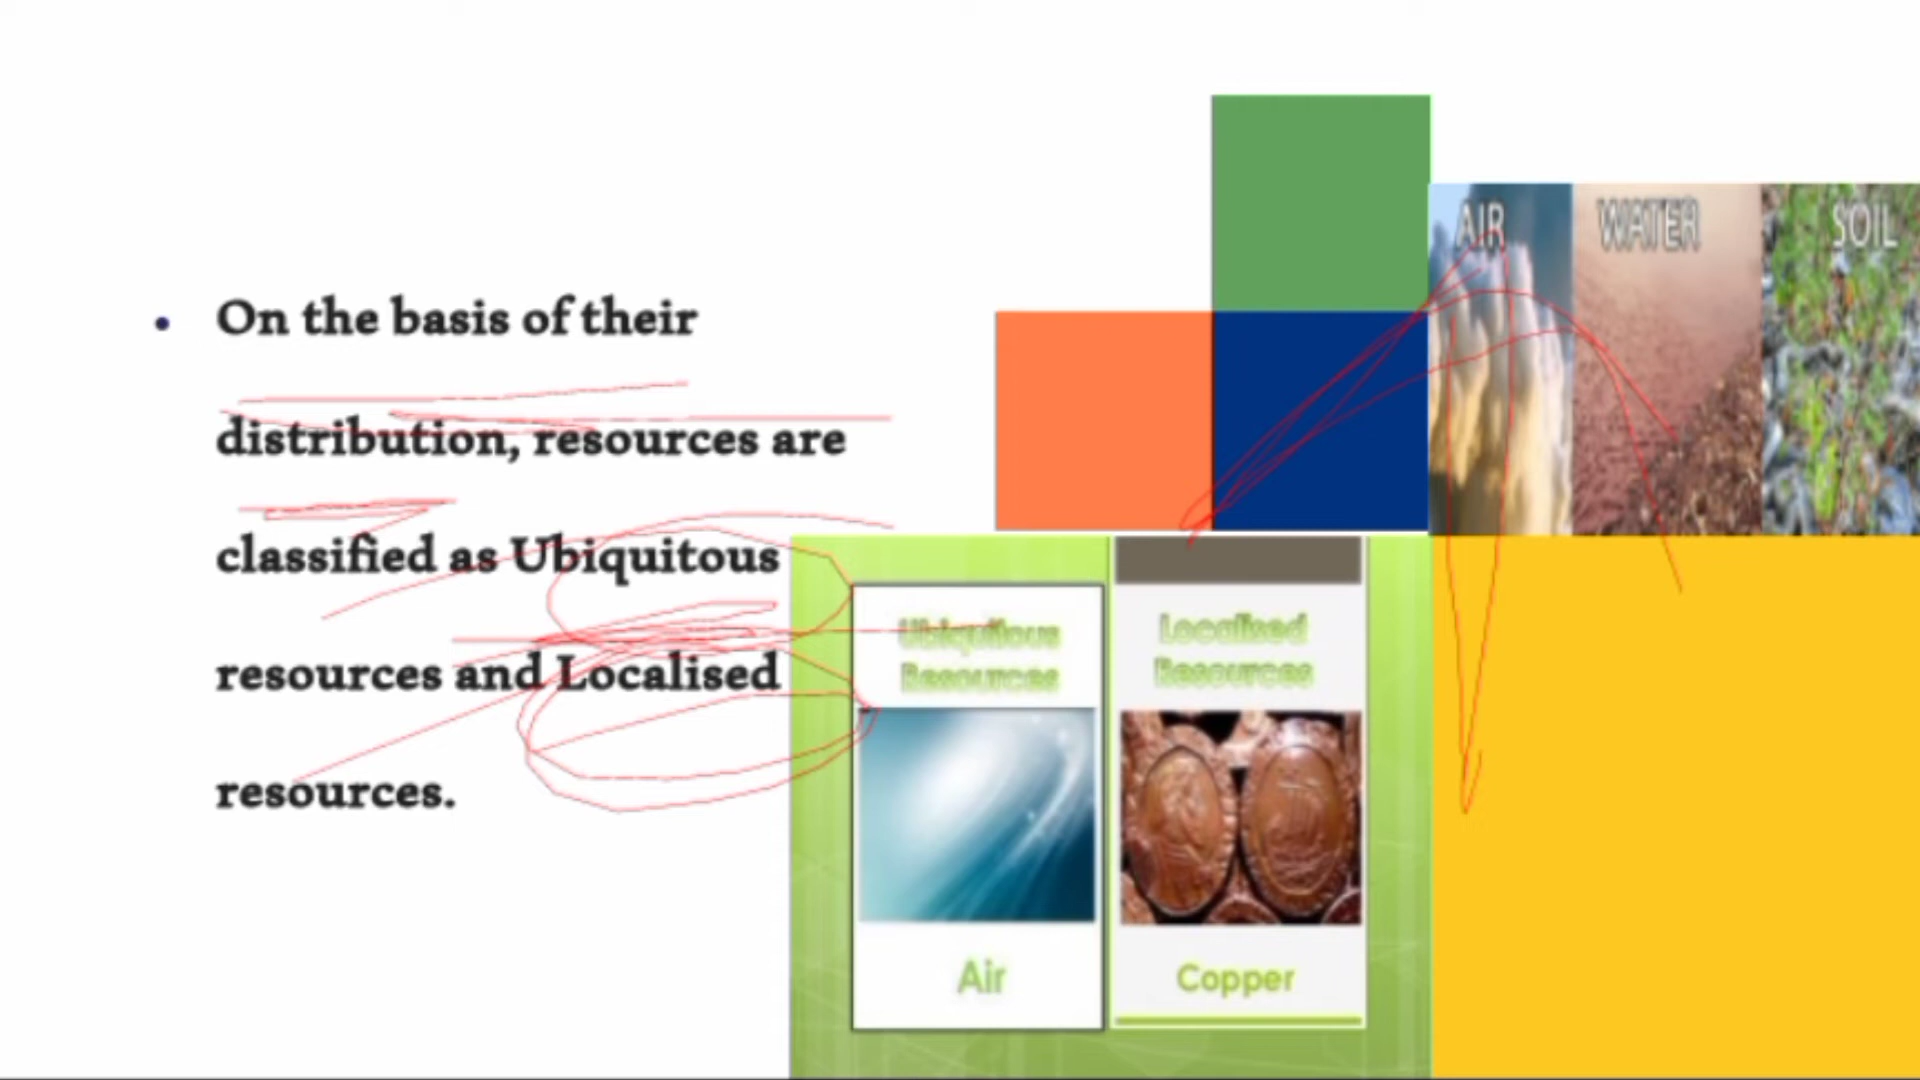 On the basis of their
distribution, resources are
classified as Ubiquitous
resources and Localised
resources.
AIR
WATER
SOIL
Ubiquitous
Resources
Air
Localised
Resources
Copper